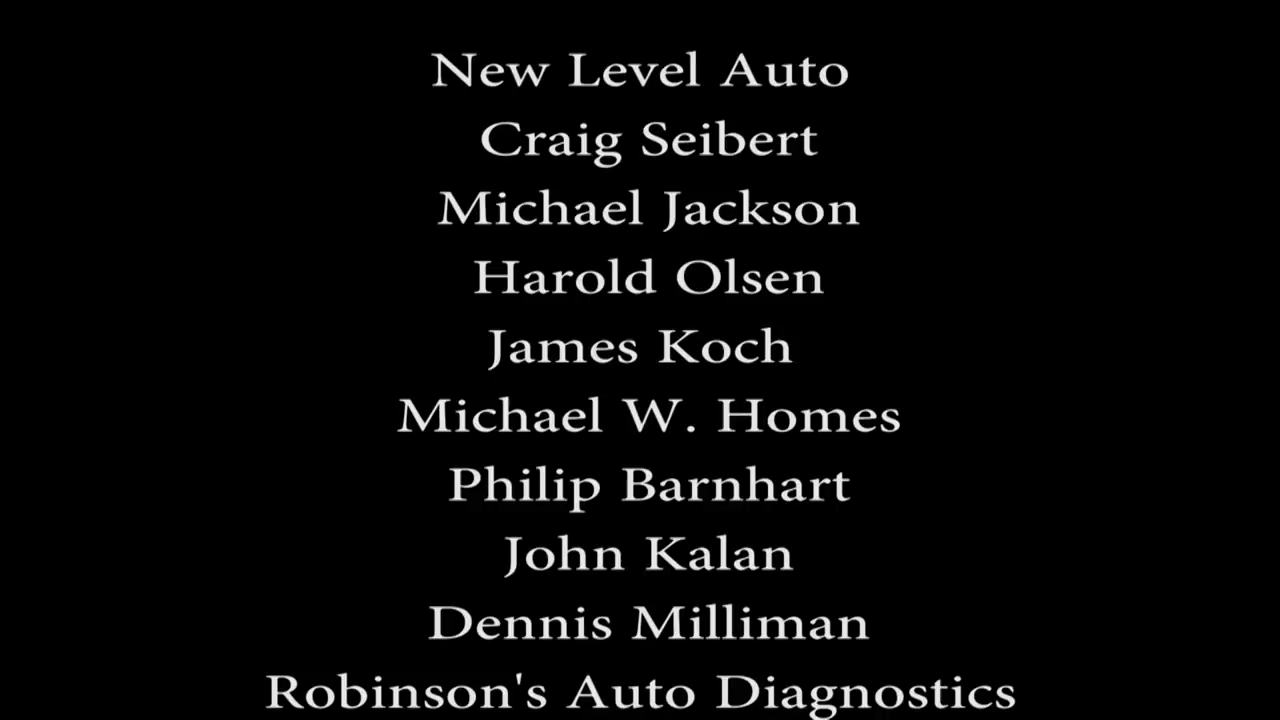 New Level Auto
Craig Seibert
Michael Jackson
Harold Olsen
James Koch
Michael W. Homes
Philip Barnhart
John Kalan
Dennis Milliman
Robinson's Auto Diagnostics